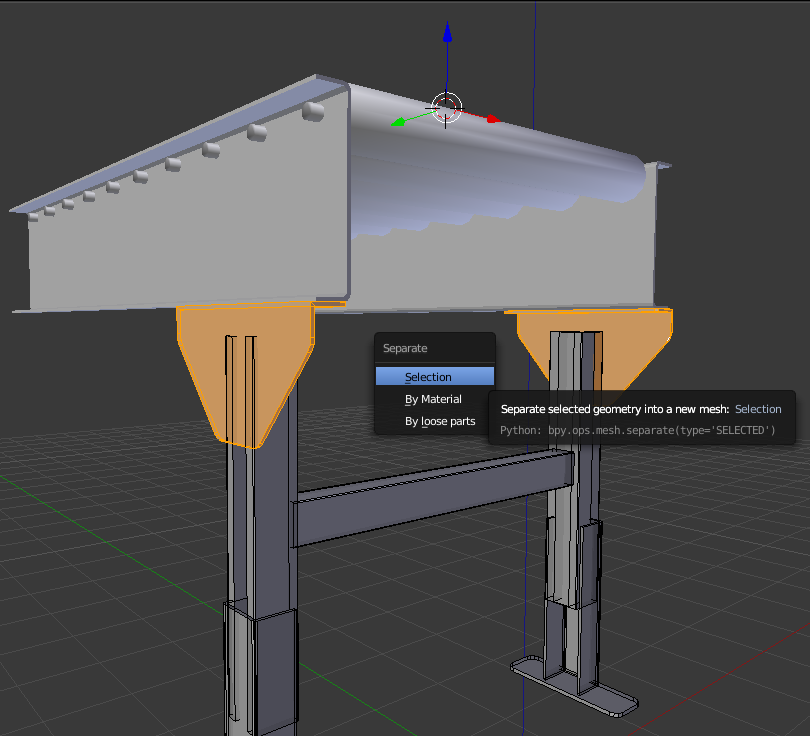 Separate
Selection
By Material
By loose parts
Separate selected geometry into a new mesh: Selection
Python: bpy.ops.mesh.separate(type='SELECTED')